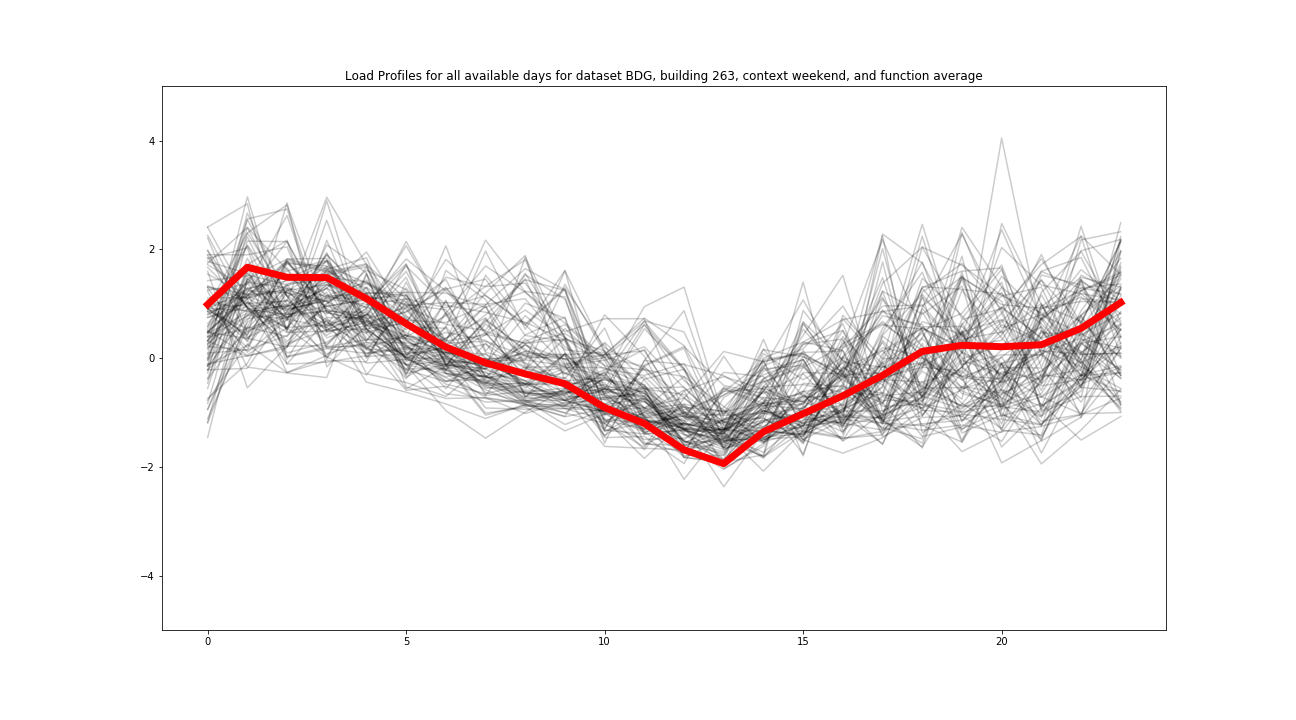 Load Profiles for all available days for dataset BDG, building 263, context weekend, and function average
4
2
0
−2
−4
0 5 10 15 20